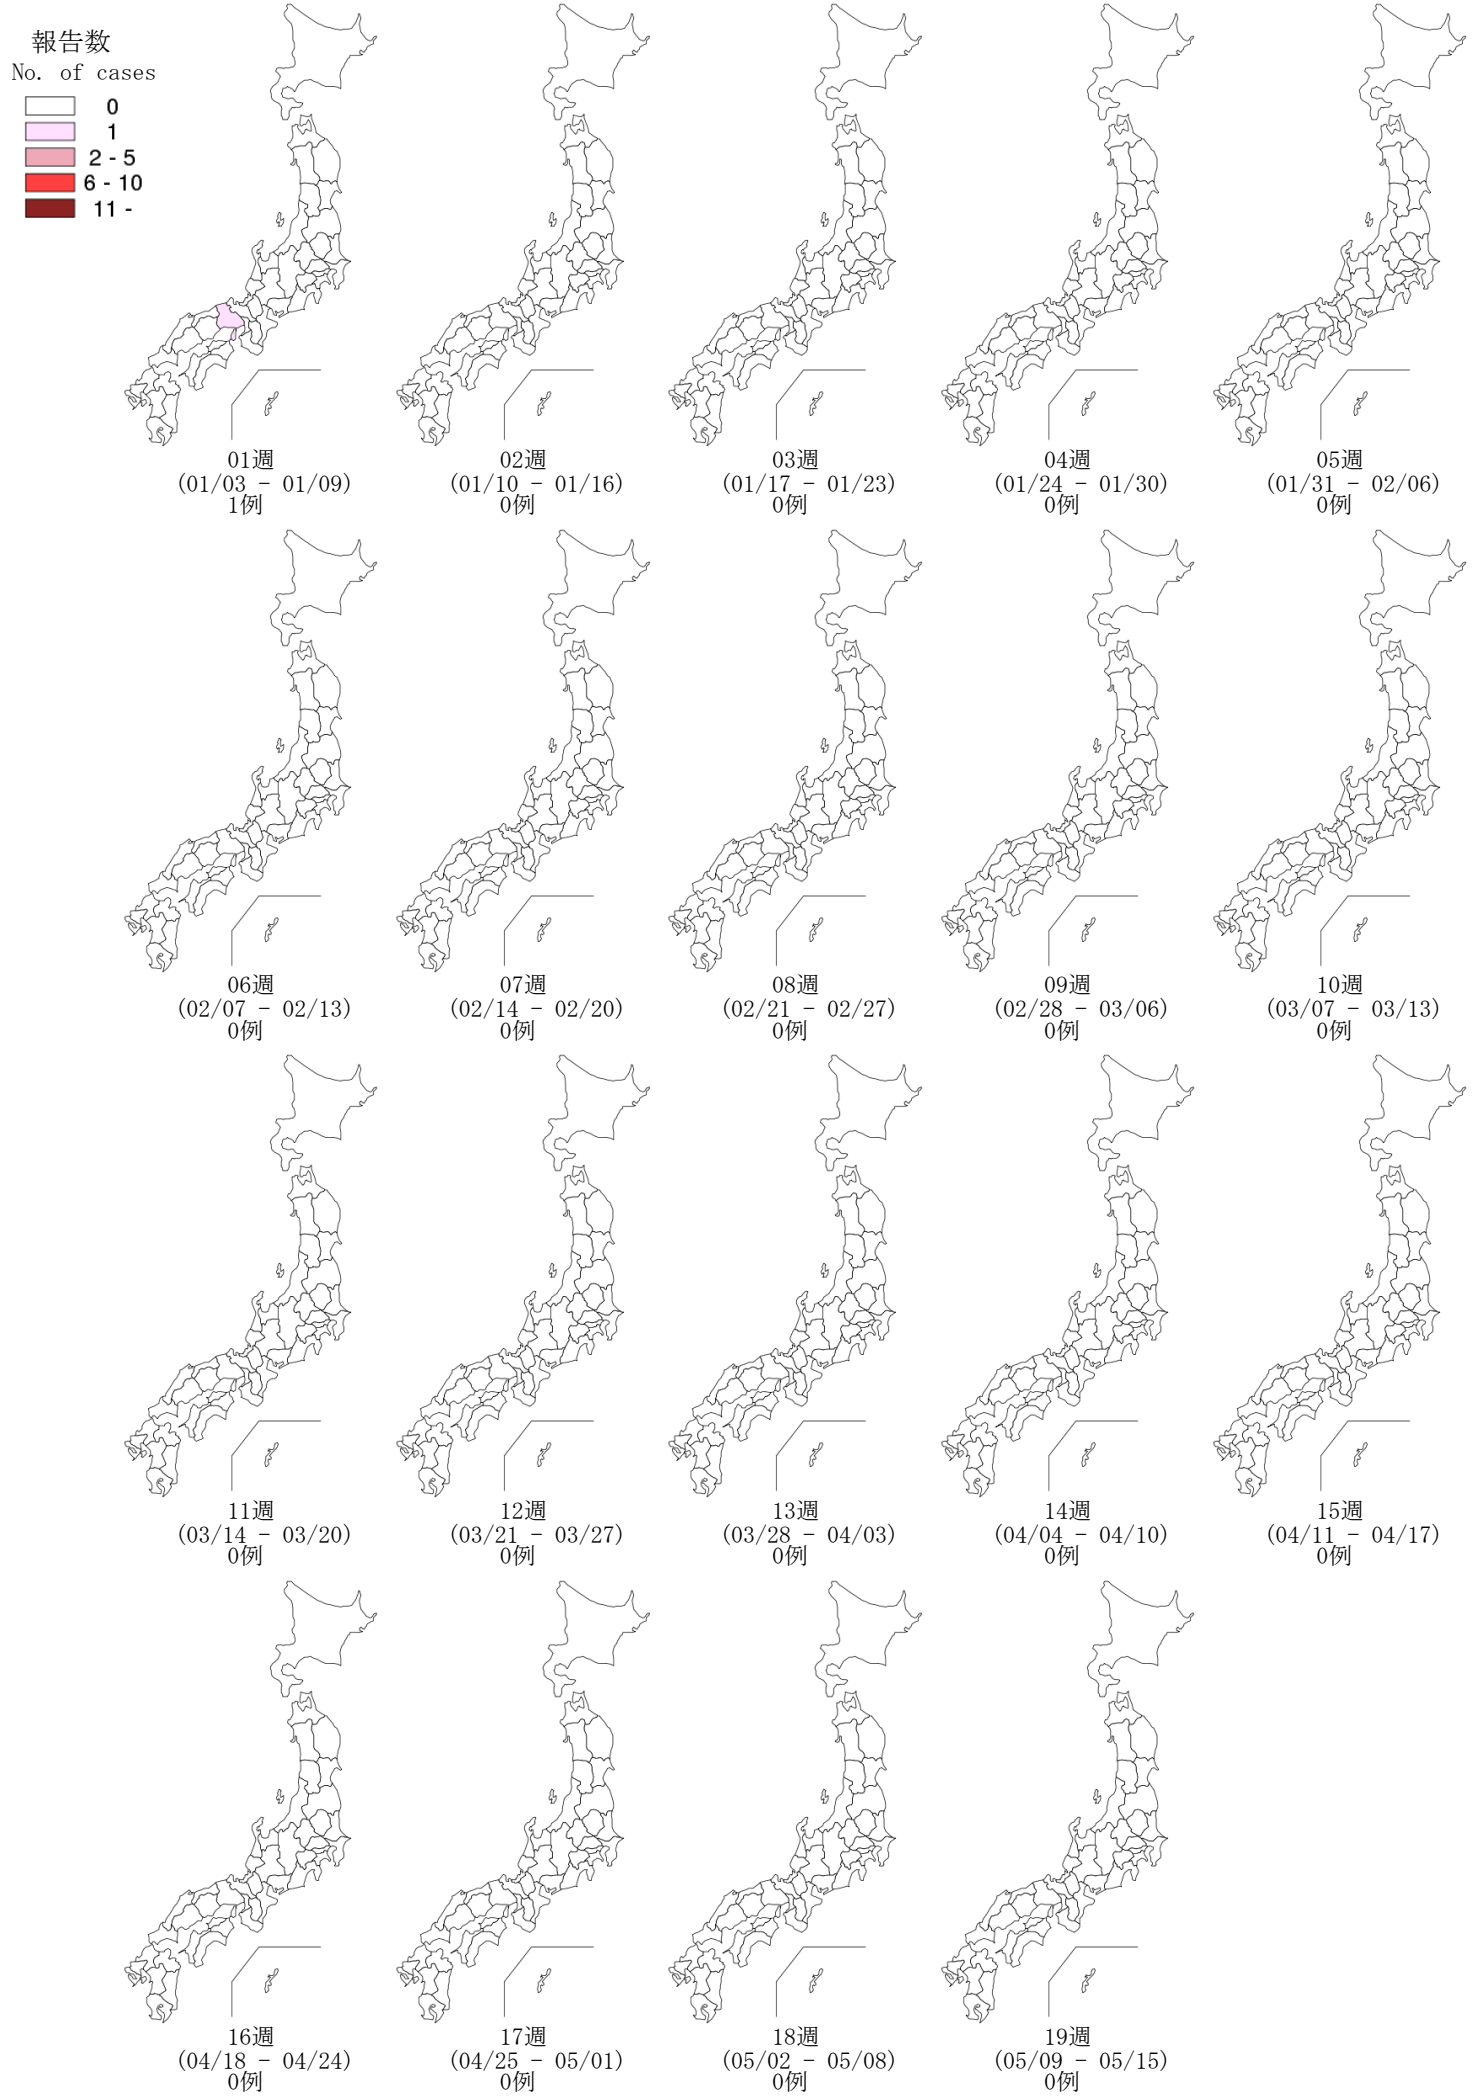 報告数
No. of cases
0
1
2 - 5
6 - 10
11 -
01週
(01/03 - 01/09)
1例
02週
(01/10 - 01/16)
0例
03週
(01/17 - 01/23)
0例
04週
(01/24 - 01/30)
0例
05週
(01/31 - 02/06)
0例
06週
(02/07 - 02/13)
0例
07週
(02/14 - 02/20)
0例
08週
(02/21 - 02/27)
0例
09週
(02/28 - 03/06)
0例
10週
(03/07 - 03/13)
0例
11週
(03/14 - 03/20)
0例
12週
(03/21 - 03/27)
0例
13週
(03/28 - 04/03)
0例
14週
(04/04 - 04/10)
0例
15週
(04/11 - 04/17)
0例
16週
(04/18 - 04/24)
0例
17週
(04/25 - 05/01)
0例
18週
(05/02 - 05/08)
0例
19週
(05/09 - 05/15)
0例